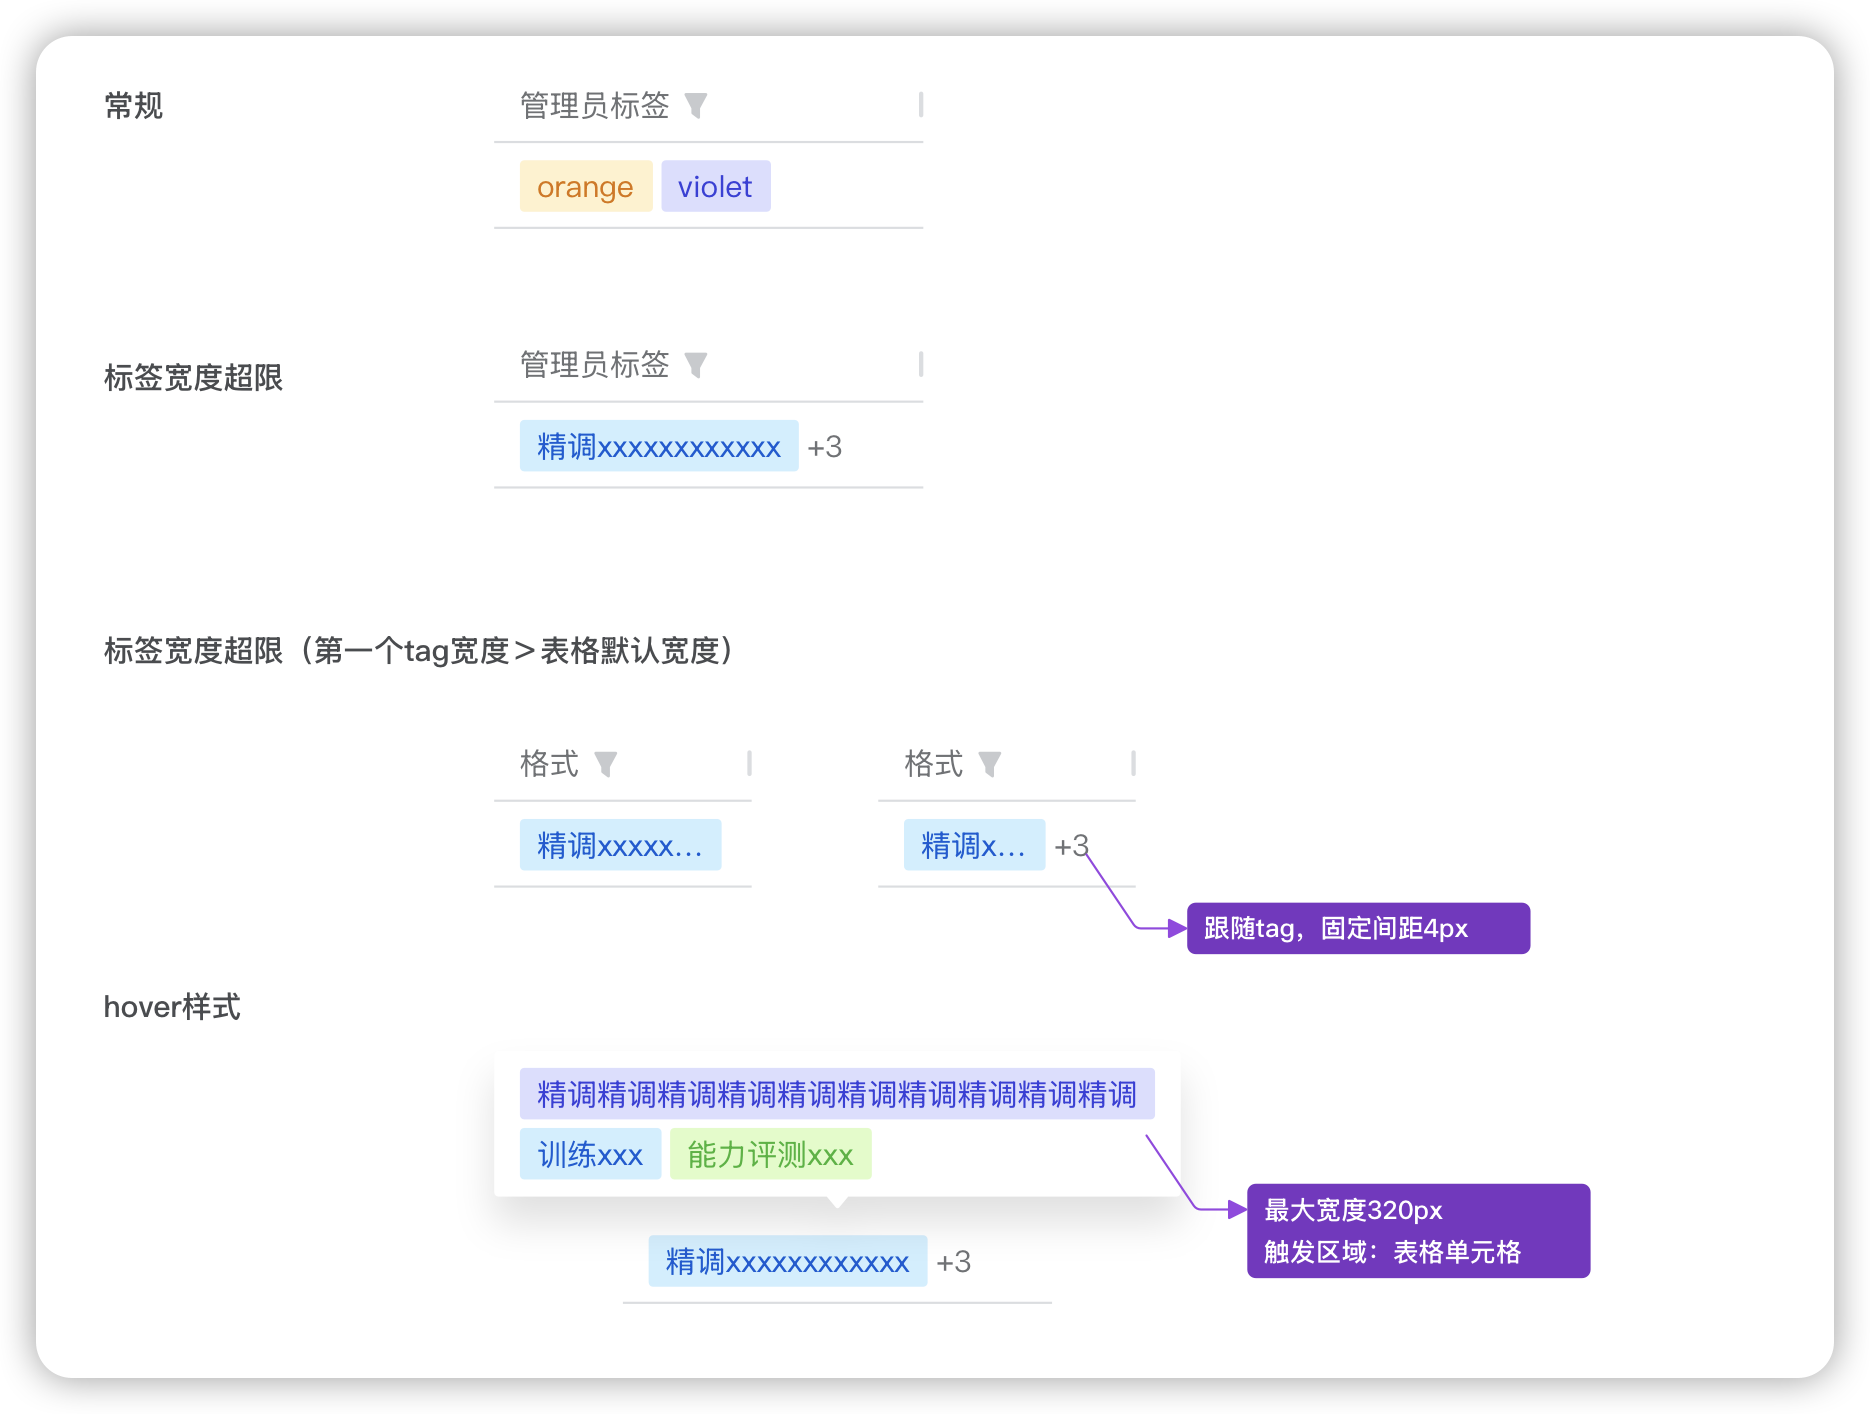 常规
管理员标签
orange violet
标签宽度超限
管理员标签
精调xxxxxxxxxxxx +3
标签宽度超限（第一个tag宽度＞表格默认宽度）
格式 格式
精调xxxxx... 精调x... +3
跟随tag，固定间距4px
hover样式
精调精调精调精调精调精调精调精调精调精调
训练xxx 能力评测xxx
最大宽度320px
触发区域：表格单元格
精调xxxxxxxxxxxx +3